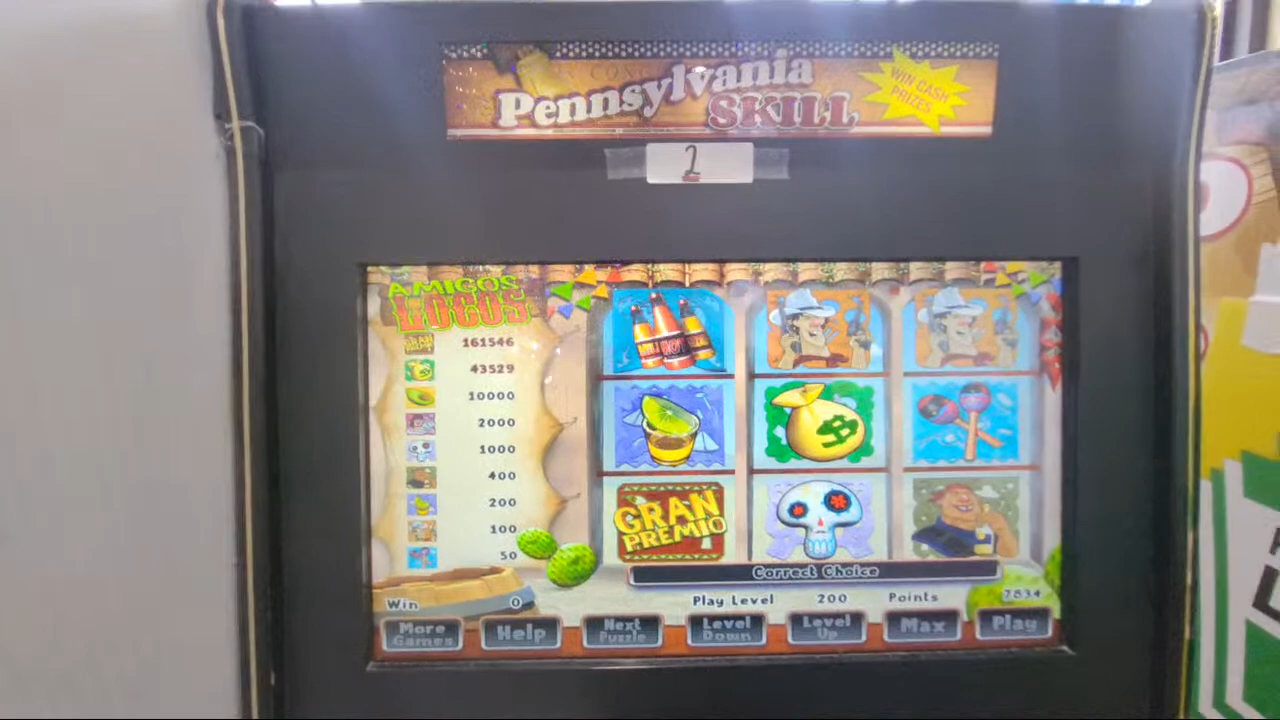 Pennsylvania
SKILL
WIN CASH
PRIZES
2
AMIGOS
LOCOS
161546
43529
10000
2000
1000
400
200
100
50
GRAN
PREMIO
Correct Choice
Win 0 Play Level 200 Points 2834
More Games Help Next Puzzle Level Down Level Up Max Play